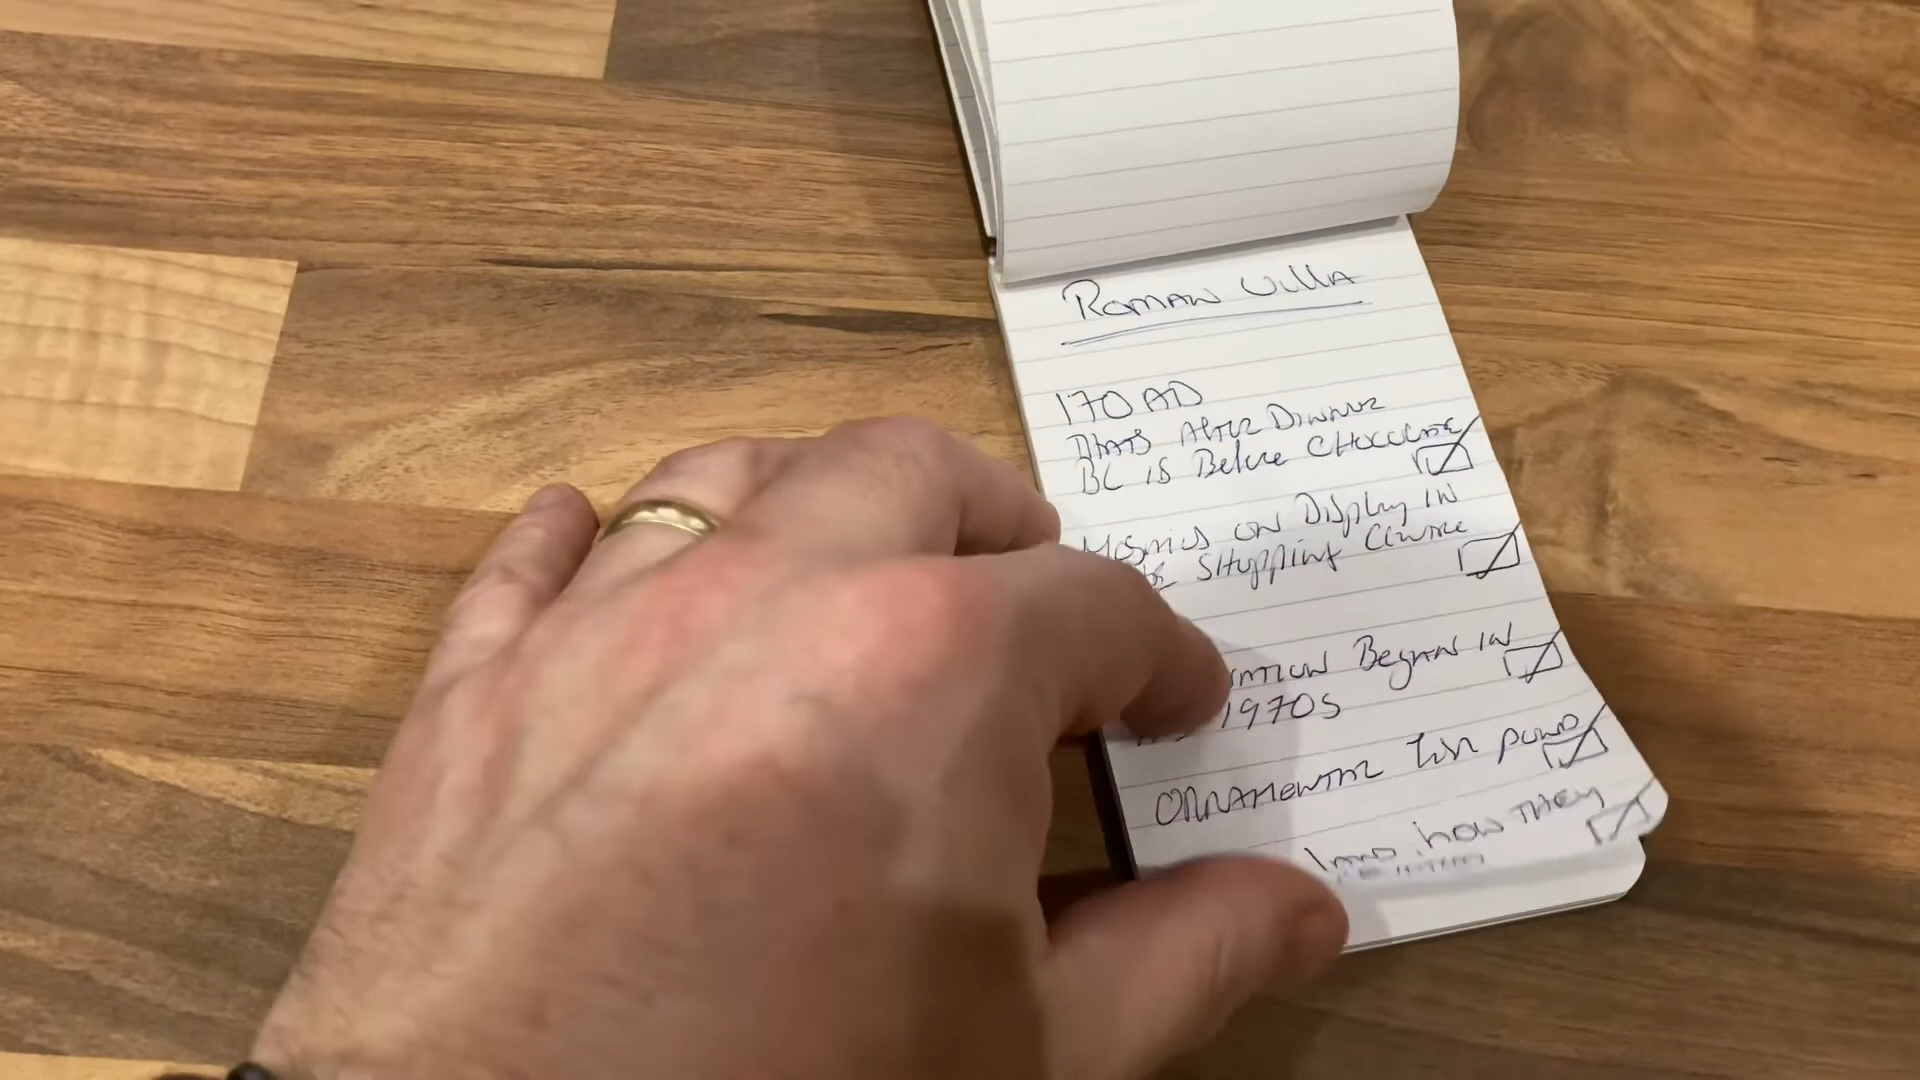 ROMAN VILLA
170 AD
THATS AFTER DINNER
BC IS BEFORE CHOCOLATE
MOSAICS ON DISPLAY IN
SHOPPING CENTRE
BEGAN IN
1970S
ORNAMENTAL FISH POND
HOW THEY